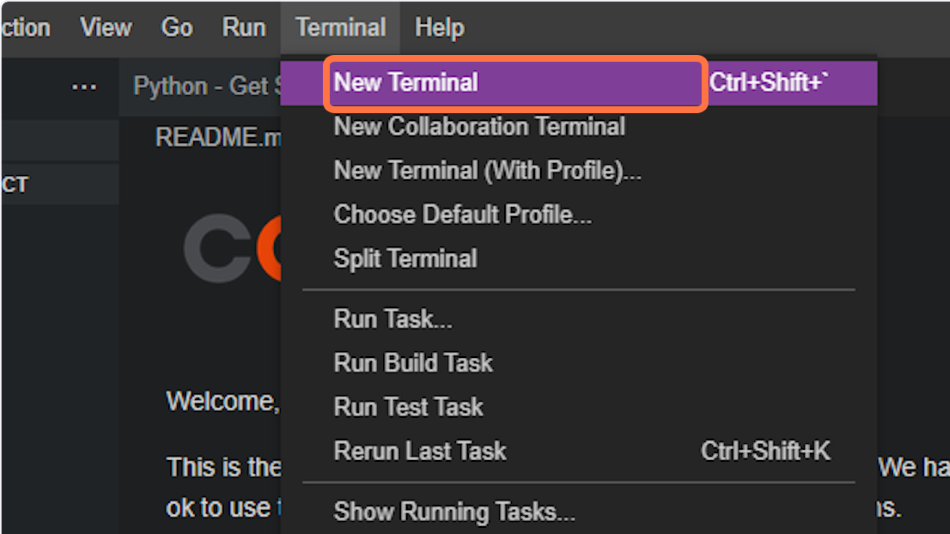 ction View Go Run Terminal Help
... Python - Get S
New Terminal Ctrl+Shift+`
README.m
New Collaboration Terminal
New Terminal (With Profile)...
CT
Choose Default Profile...
CO
Split Terminal
Run Task...
Run Build Task
Welcome,
Run Test Task
Rerun Last Task Ctrl+Shift+K
This is the We ha
ok to use t ns.
Show Running Tasks...